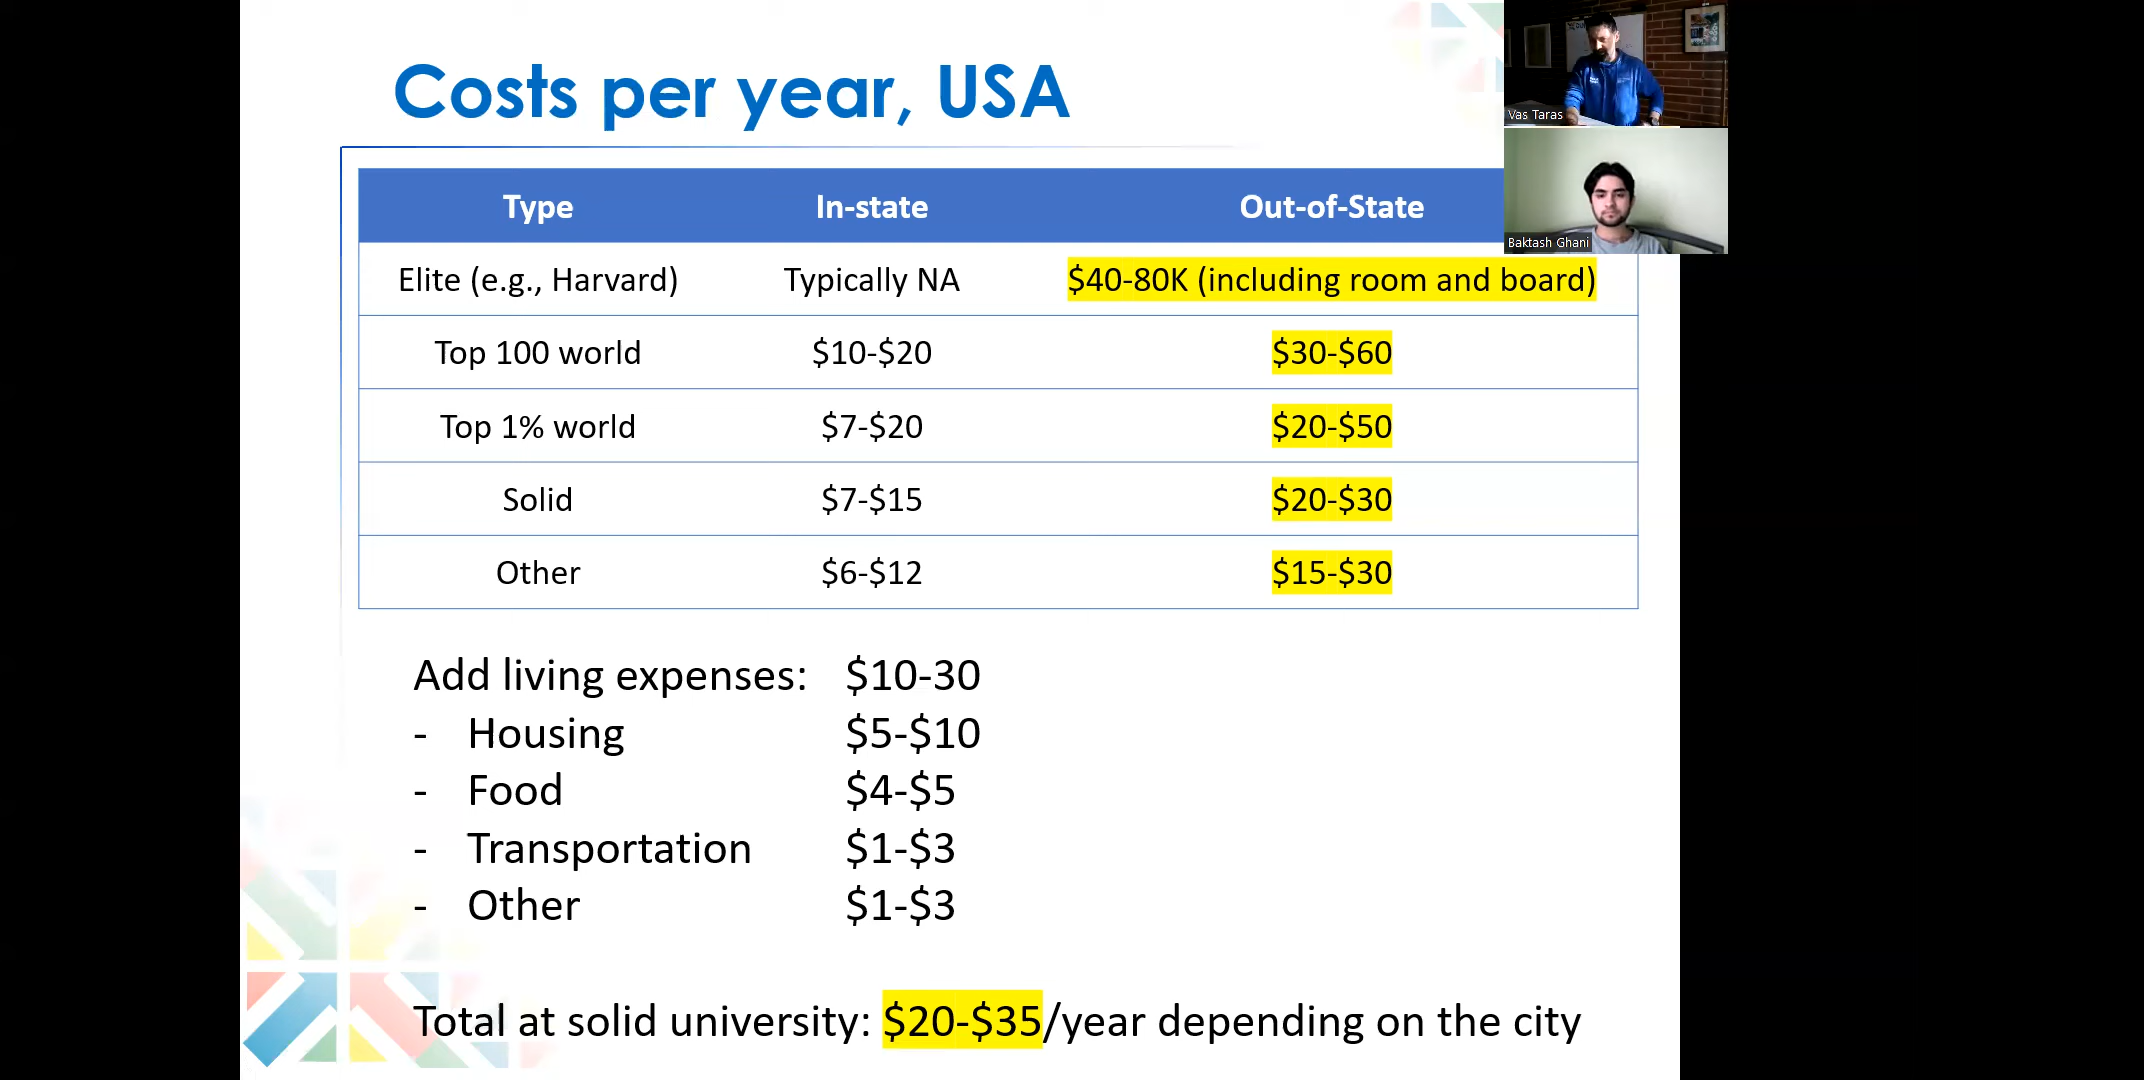 Costs per year, USA
Type In-state Out-of-State
Elite (e.g., Harvard) Typically NA $40-80K (including room and board)
Top 100 world $10-$20 $30-$60
Top 1% world $7-$20 $20-$50
Solid $7-$15 $20-$30
Other $6-$12 $15-$30
Add living expenses: $10-30
- Housing $5-$10
- Food $4-$5
- Transportation $1-$3
- Other $1-$3
Total at solid university: $20-$35/year depending on the city
Vas Taras
Baktash Ghani